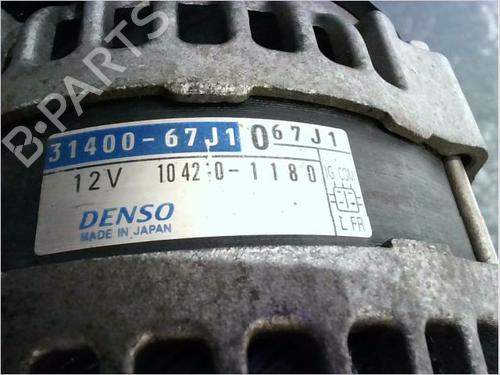 B-PARTS
31400-67J1 067J1
12V 104210-1180
IG COM
DENSO
MADE IN JAPAN
L FR